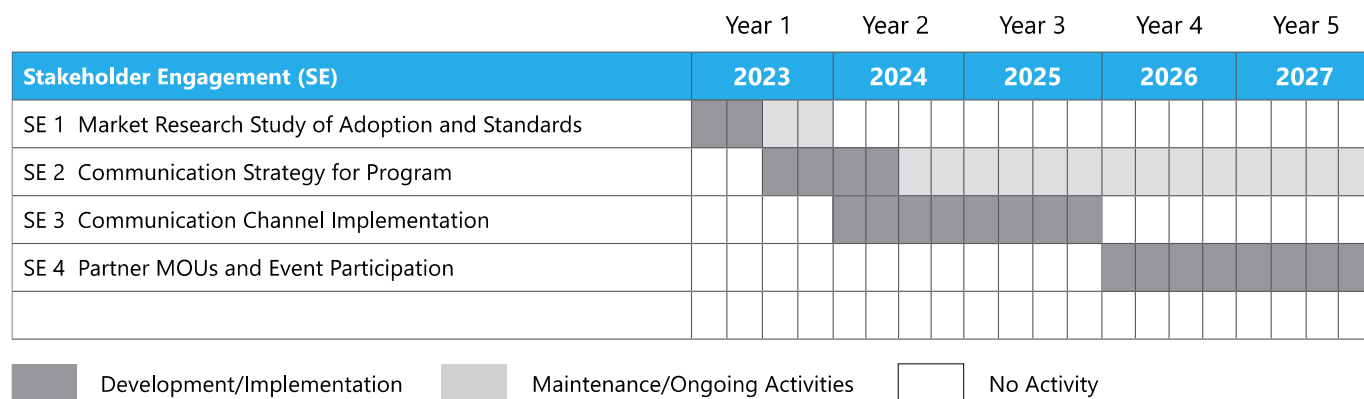 Year 1 Year 2 Year 3 Year 4 Year 5
Stakeholder Engagement (SE) 2023 2024 2025 2026 2027
SE 1 Market Research Study of Adoption and Standards
SE 2 Communication Strategy for Program
SE 3 Communication Channel Implementation
SE 4 Partner MOUs and Event Participation
Development/Implementation Maintenance/Ongoing Activities No Activity